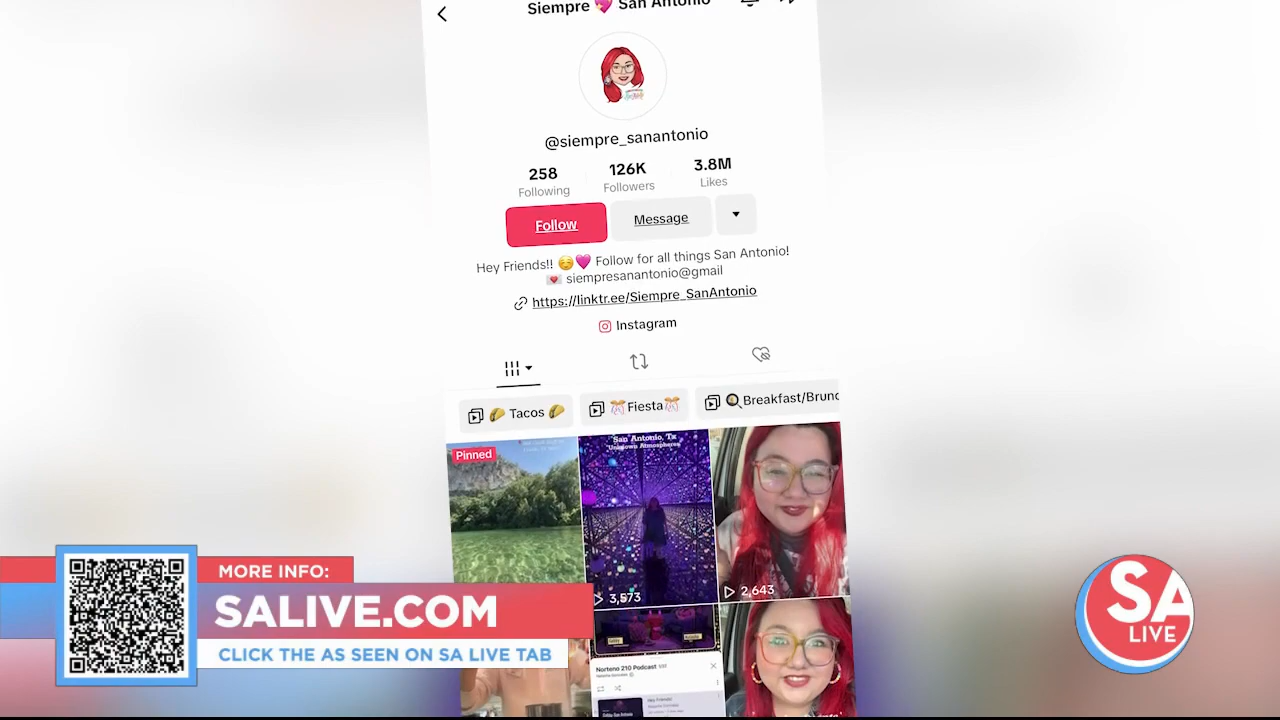 Siempre 💖 San Antonio
@siempre_sanantonio
258
Following
126K
Followers
3.8M
Likes
Follow
Message
Hey Friends!! ☺️💖 Follow for all things San Antonio!
💌 siempresanantonio@gmail
https://linktr.ee/Siempre_SanAntonio
Instagram
🌮 Tacos 🌮
🎊Fiesta🎊
🍳Breakfast/Brunc
Pinned
San Antonio, Tx
Unknown Atmospheres
3,573
2,643
Norteno 210 Podcast
MORE INFO:
SALIVE.COM
CLICK THE AS SEEN ON SA LIVE TAB
SA
LIVE